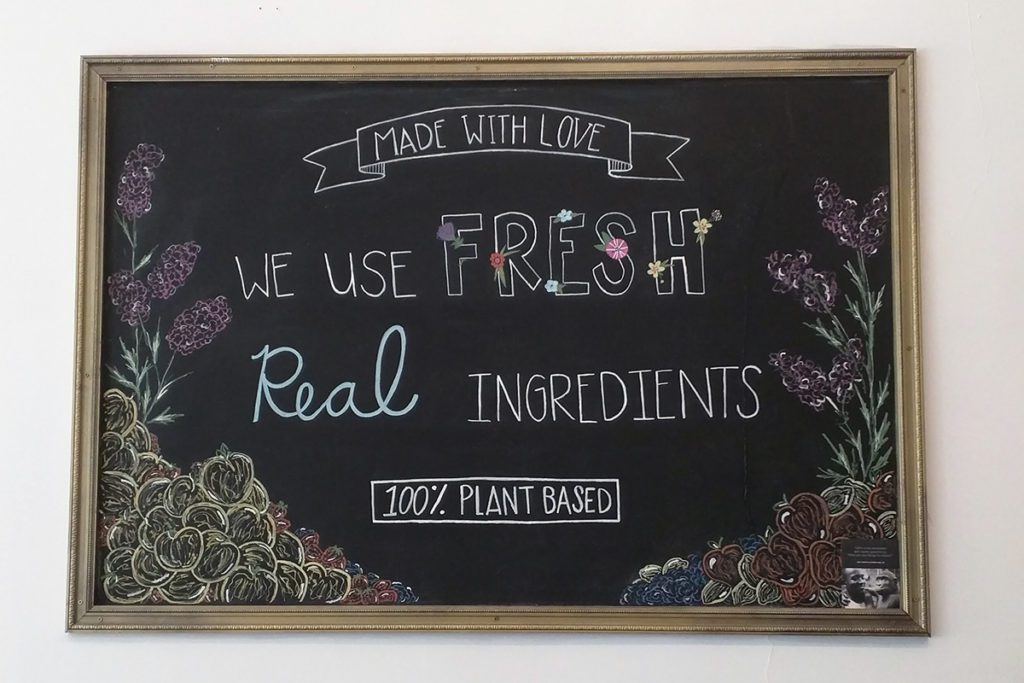 MADE WITH LOVE
WE USE FRESH
Real INGREDIENTS
100% PLANT BASED